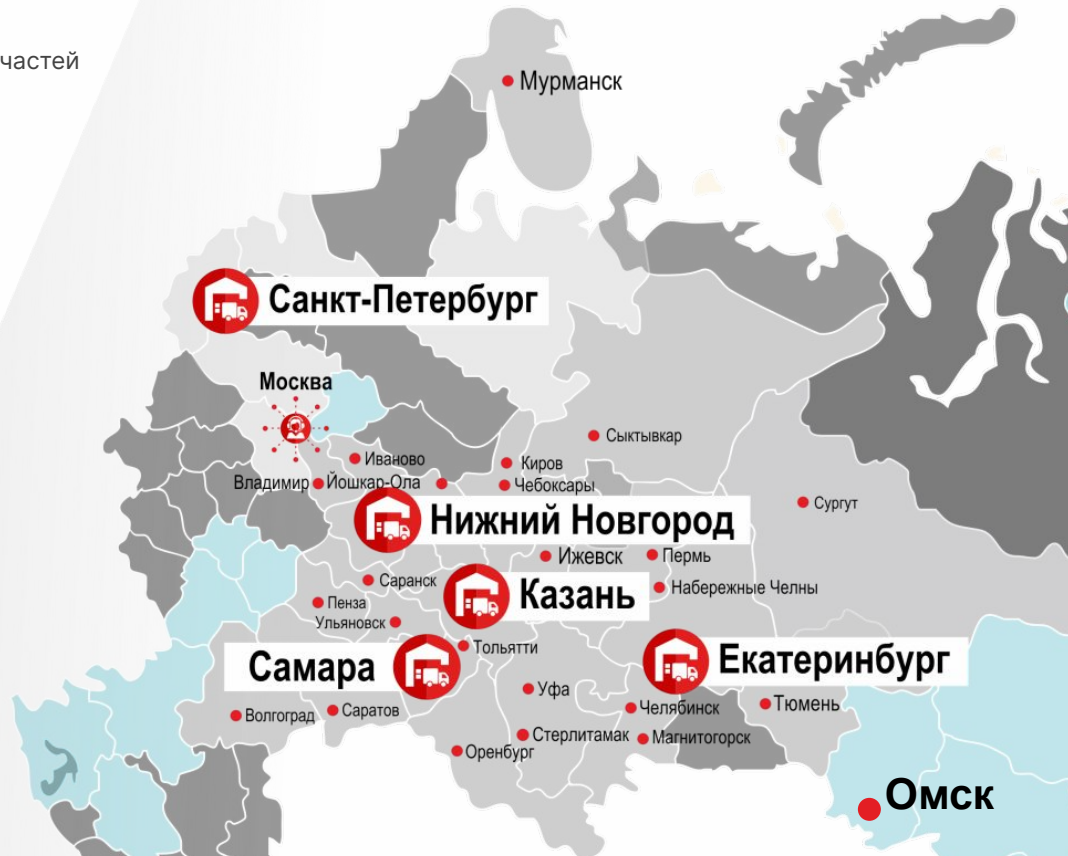 частей
Мурманск
Санкт-Петербург
Москва
Сыктывкар
Иваново
Киров
Владимир
Йошкар-Ола
Чебоксары
Сургут
Нижний Новгород
Ижевск
Пермь
Саранск
Набережные Челны
Казань
Пенза
Ульяновск
Тольятти
Самара
Екатеринбург
Уфа
Челябинск
Тюмень
Волгоград
Саратов
Стерлитамак
Магнитогорск
Оренбург
Омск